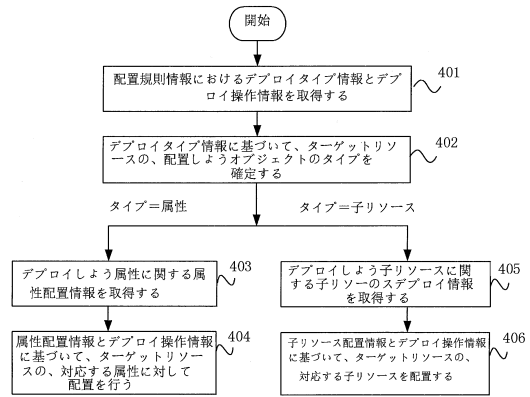 開始
配置規則情報におけるデプロイタイプ情報とデプ
ロイ操作情報を取得する
401
デプロイタイプ情報に基づいて、ターゲットリソ
ースの、配置しようオブジェクトのタイプを
確定する
402
タイプ＝属性
タイプ＝子リソース
デプロイしよう属性に関する属
性配置情報を取得する
403
デプロイしよう子リソースに関
する子リソーのスデプロイ情報
を取得する
405
属性配置情報とデプロイ操作情報
に基づいて、ターゲットリソー
スの、対応する属性に対して
配置を行う
404
子リソース配置情報とデプロイ操作情報
に基づいて、ターゲットリソースの、
対応する子リソースを配置する
406